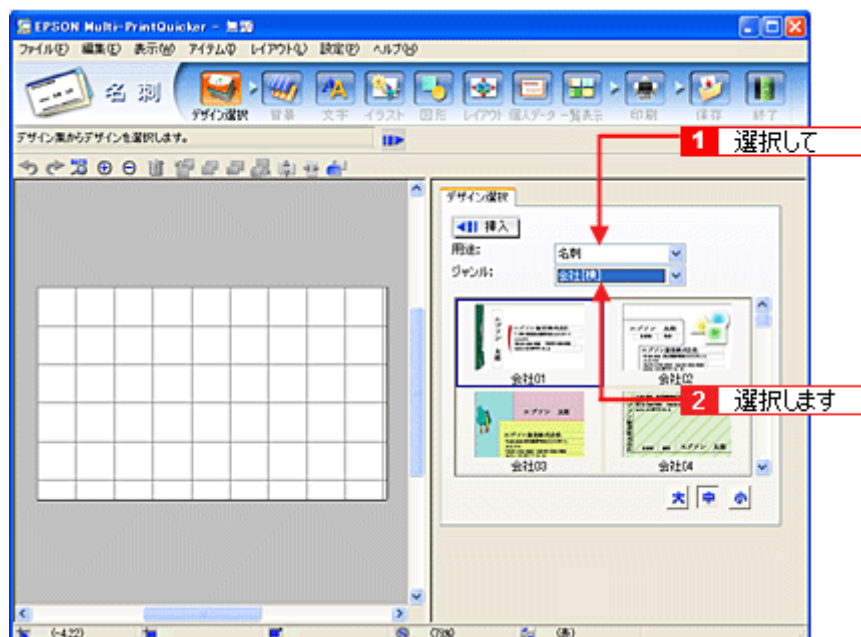 EPSON Multi-PrintQuicker - 無題
ファイル(F) 編集(E) 表示(W) アイテム(I) レイアウト(L) 設定(E) ヘルプ(H)
名刺
デザイン選択 背景 文字 イラスト 図形 レイアウト 個人データ 一覧表示 印刷 保存 終了
デザイン集からデザインを選択します。
1 選択して
デザイン選択
挿入
用途: 名刺
ジャンル: 会社[横]
会社01 会社02
2 選択します
会社03 会社04
大 中 小
(-4,22) (表)